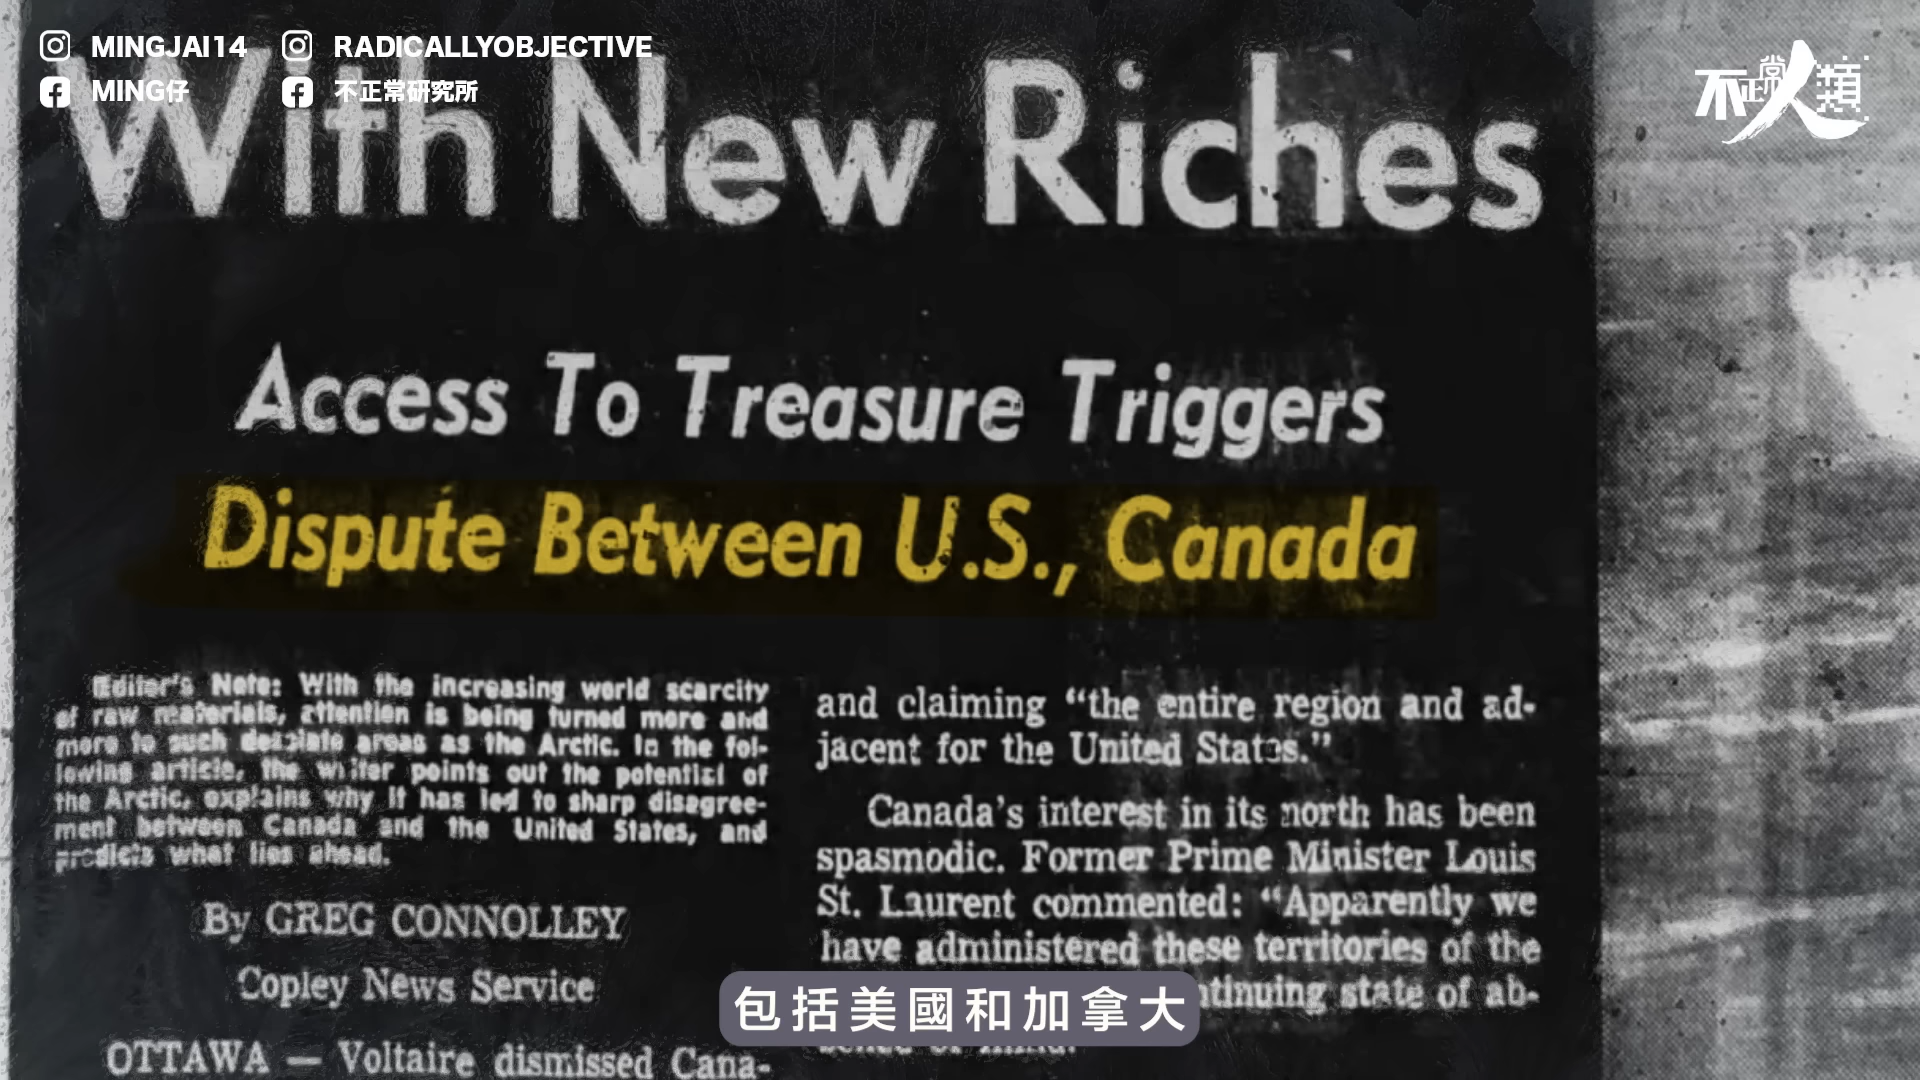 MINGJAI14 RADICALLYOBJECTIVE
MING仔 不正常研究所
不正常人類
With New Riches
Access To Treasure Triggers
Dispute Between U.S., Canada
Editor's Note: With the increasing world scarcity
of raw materials, attention is being turned more and
more to such desolate areas as the Arctic. In the fol-
lowing article, the writer points out the potential of
the Arctic, explains why it has led to sharp disagree-
ment between Canada and the United States, and
predicts what lies ahead.
By GREG CONNOLLEY
Copley News Service
OTTAWA — Voltaire dismissed Cana-
and claiming “the entire region and ad-
jacent for the United States.”
Canada's interest in its north has been
spasmodic. Former Prime Minister Louis
St. Laurent commented: “Apparently we
have administered these territories of the
ntinuing state of ab-
包括美國和加拿大